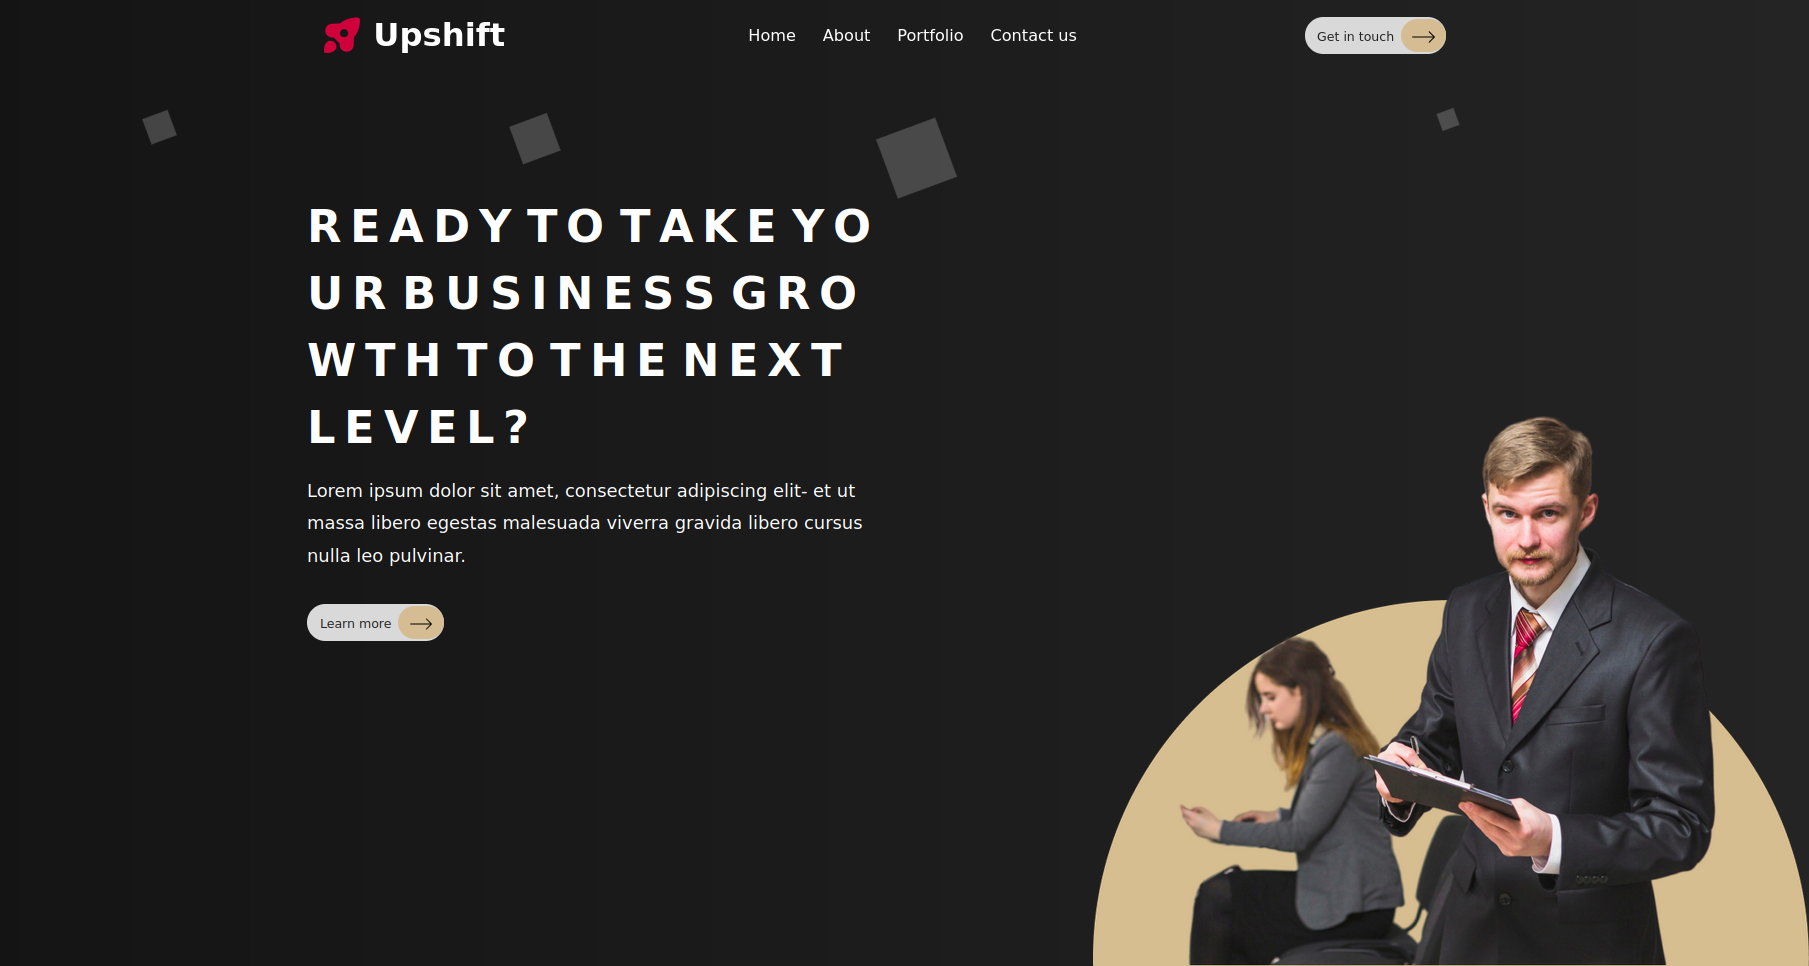 Upshift
Home About Portfolio Contact us
Get in touch
READY TO TAKE YO
UR BUSINESS GRO
WTH TO THE NEXT
LEVEL?
Lorem ipsum dolor sit amet, consectetur adipiscing elit- et ut
massa libero egestas malesuada viverra gravida libero cursus
nulla leo pulvinar.
Learn more